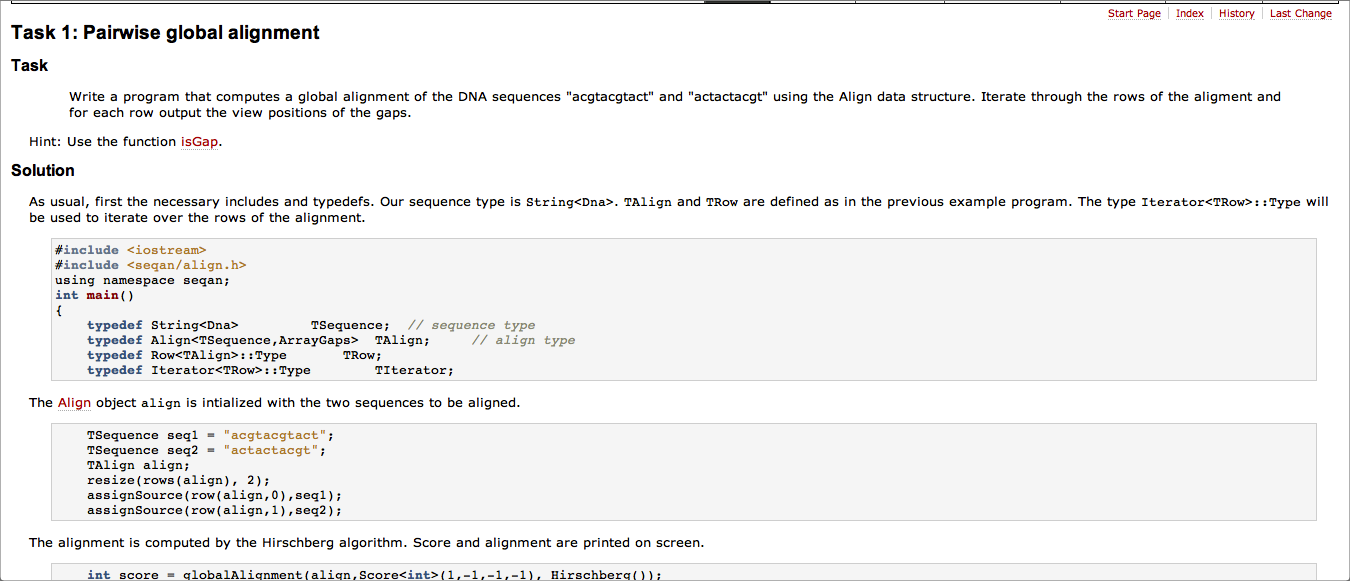 Start Page Index History Last Change
Task 1: Pairwise global alignment
Task
Write a program that computes a global alignment of the DNA sequences "acgtacgtact" and "actactacgt" using the Align data structure. Iterate through the rows of the aligment and
for each row output the view positions of the gaps.
Hint: Use the function isGap.
Solution
As usual, first the necessary includes and typedefs. Our sequence type is String<Dna>. TAlign and TRow are defined as in the previous example program. The type Iterator<TRow>::Type will
be used to iterate over the rows of the alignment.
#include <iostream>
#include <seqan/align.h>
using namespace seqan;
int main()
{
    typedef String<Dna>         TSequence;  // sequence type
    typedef Align<TSequence,ArrayGaps>  TAlign;     // align type
    typedef Row<TAlign>::Type       TRow;
    typedef Iterator<TRow>::Type        TIterator;
The Align object align is intialized with the two sequences to be aligned.
    TSequence seq1 = "acgtacgtact";
    TSequence seq2 = "actactacgt";
    TAlign align;
    resize(rows(align), 2);
    assignSource(row(align,0),seq1);
    assignSource(row(align,1),seq2);
The alignment is computed by the Hirschberg algorithm. Score and alignment are printed on screen.
    int score = globalAlignment(align,Score<int>(1,-1,-1,-1), Hirschberg());